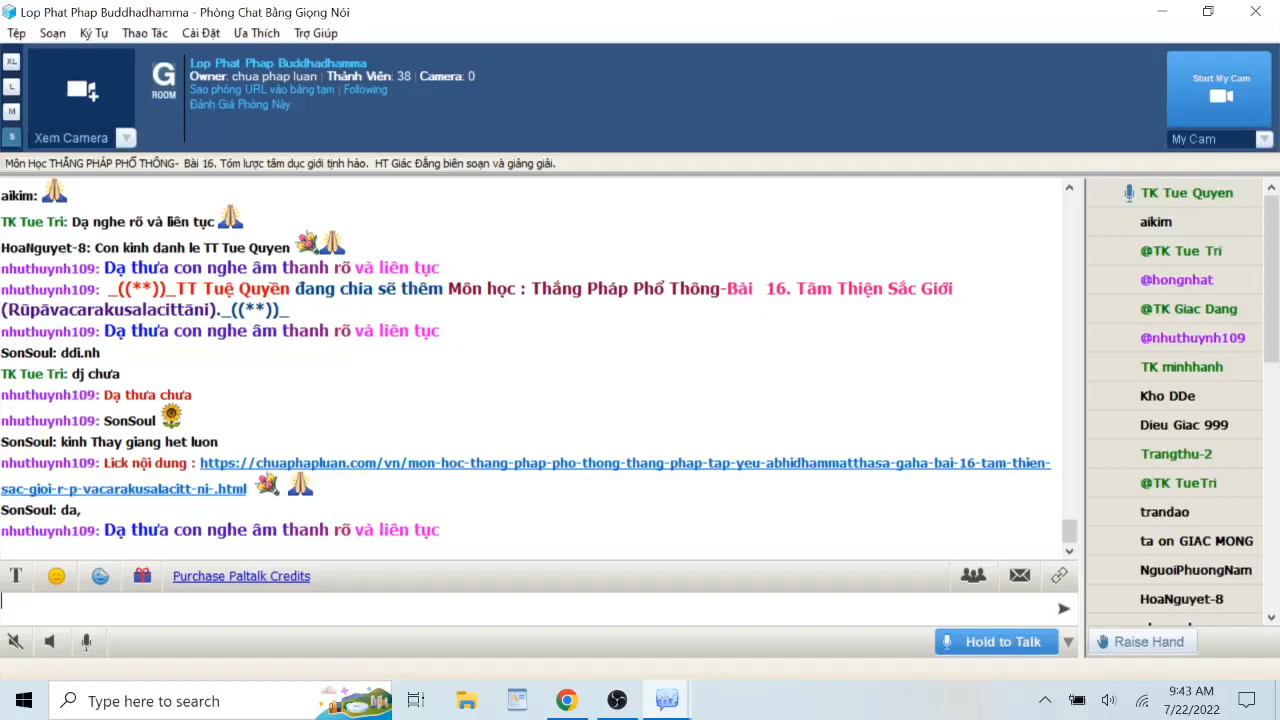 Lop Phat Phap Buddhadhamma - Phòng Chat Bằng Giọng Nói
Tệp Soạn Ký Tự Thao Tác Cài Đặt Ưa Thích Trợ Giúp
XL
L
M
S
Xem Camera
G
ROOM
Lop Phat Phap Buddhadhamma
Owner: chua phap luan | Thành Viên: 38 | Camera: 0
Sao phòng URL vào bảng tạm | Following
Đánh Giá Phòng Này
Start My Cam
My Cam
Môn Học THẮNG PHÁP PHỔ THÔNG- Bài 16. Tóm lược tâm dục giới tịnh hảo. HT Giác Đẳng biên soạn và giảng giải.
aikim:
TK Tue Tri: Dạ nghe rõ và liên tục
HoaNguyet-8: Con kinh danh le TT Tue Quyen
nhuthuynh109: Dạ thưa con nghe âm thanh rõ và liên tục
nhuthuynh109: _((**))_TT Tuệ Quyền đang chia sẽ thêm Môn học : Thắng Pháp Phổ Thông-Bài 16. Tâm Thiện Sắc Giới
(Rūpāvacarakusalacittāni)._((**))_
nhuthuynh109: Dạ thưa con nghe âm thanh rõ và liên tục
SonSoul: ddi.nh
TK Tue Tri: dj chưa
nhuthuynh109: Dạ thưa chưa
nhuthuynh109: SonSoul
SonSoul: kinh Thay giang het luon
nhuthuynh109: Lick nội dung : https://chuaphapluan.com/vn/mon-hoc-thang-phap-pho-thong-thang-phap-tap-yeu-abhidhammatthasa-gaha-bai-16-tam-thien-
sac-gioi-r-p-vacarakusalacitt-ni-.html
SonSoul: da,
nhuthuynh109: Dạ thưa con nghe âm thanh rõ và liên tục
TK Tue Quyen
aikim
@TK Tue Tri
@hongnhat
@TK Giac Dang
@nhuthuynh109
TK minhhanh
Kho DDe
Dieu Giac 999
Trangthu-2
@TK TueTri
trandao
ta on GIAC MONG
NguoiPhuongNam
HoaNguyet-8
T Purchase Paltalk Credits
Hold to Talk
Raise Hand
Type here to search
9:43 AM
7/22/2022